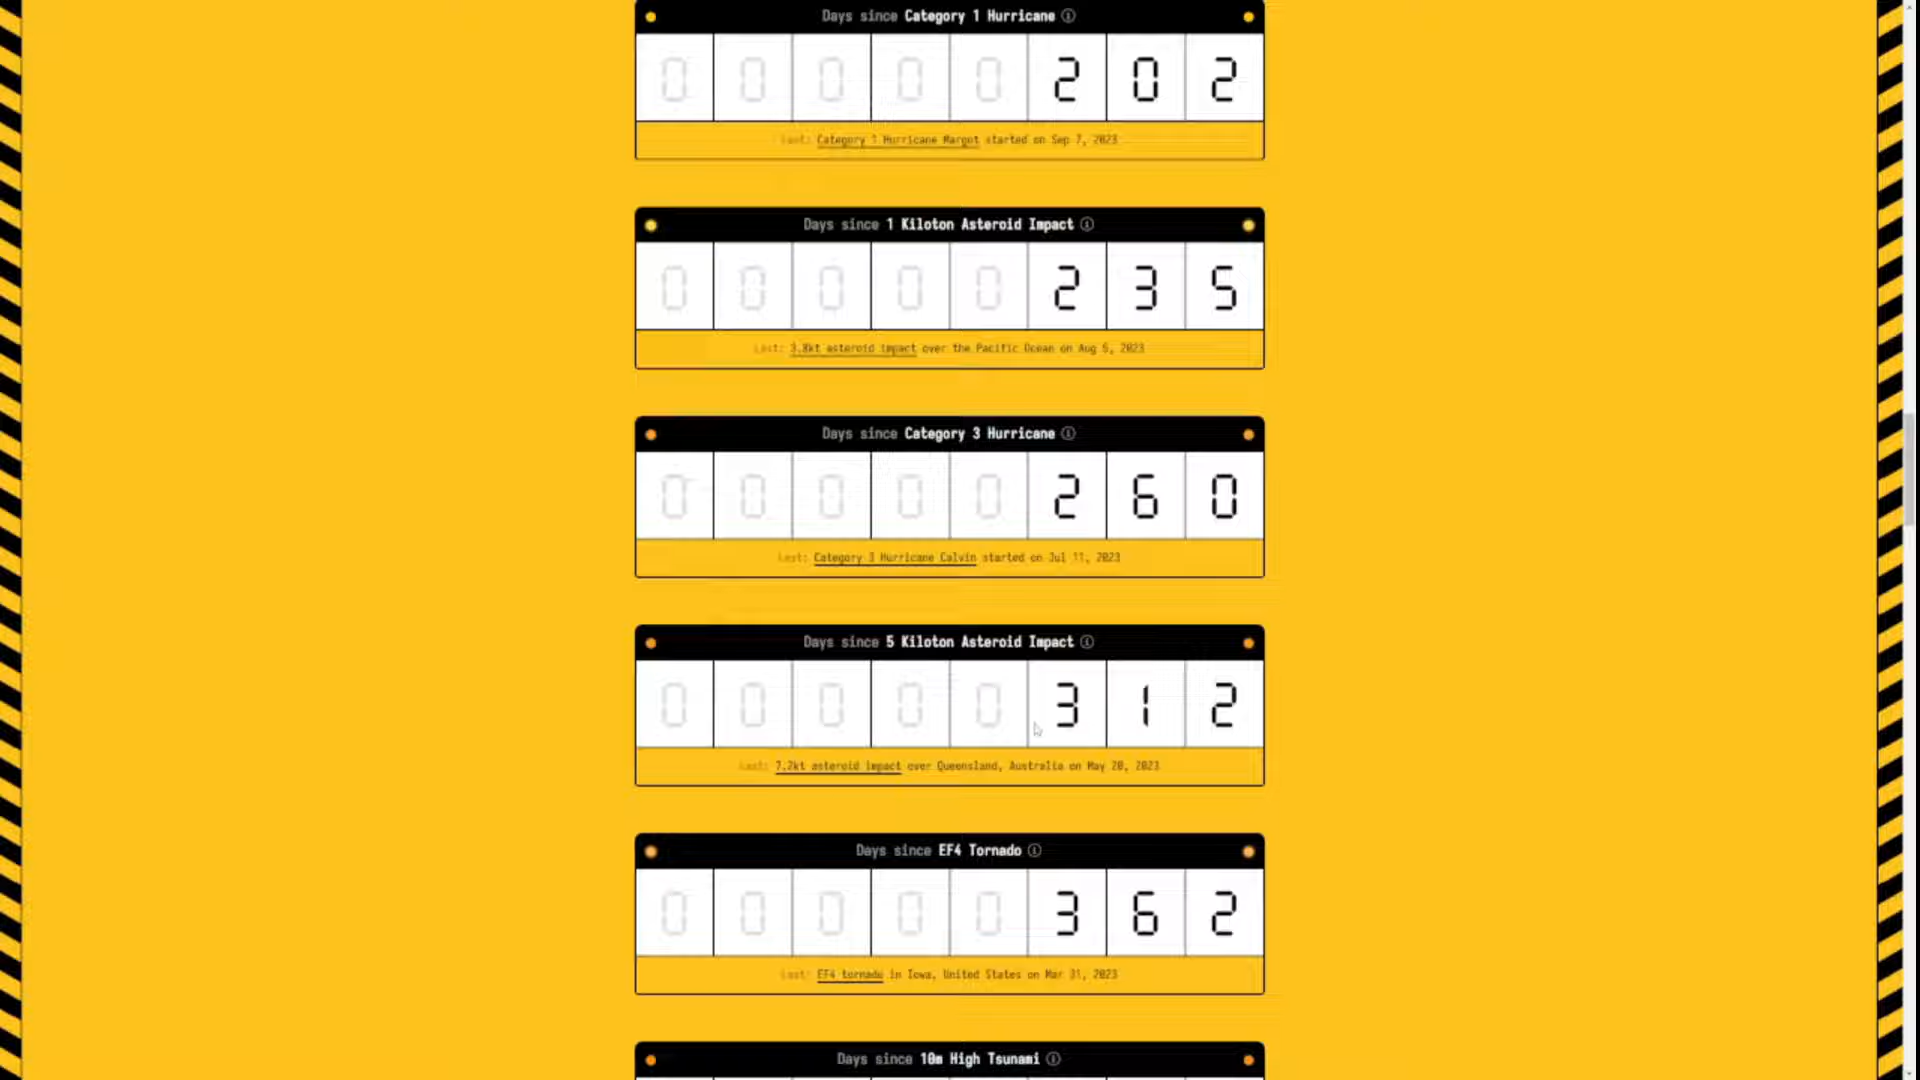 Days since Category 1 Hurricane ⓘ
0 0 0 0 0 2 0 2
Last: Category 1 Hurricane Margot started on Sep 7, 2023
Days since 1 Kiloton Asteroid Impact ⓘ
0 0 0 0 0 2 3 5
Last: 3.8kt asteroid impact over the Pacific Ocean on Aug 5, 2023
Days since Category 3 Hurricane ⓘ
0 0 0 0 0 2 6 0
Last: Category 3 Hurricane Calvin started on Jul 11, 2023
Days since 5 Kiloton Asteroid Impact ⓘ
0 0 0 0 0 3 1 2
Last: 7.2kt asteroid impact over Queensland, Australia on May 20, 2023
Days since EF4 Tornado ⓘ
0 0 0 0 0 3 6 2
Last: EF4 tornado in Iowa, United States on Mar 31, 2023
Days since 10m High Tsunami ⓘ